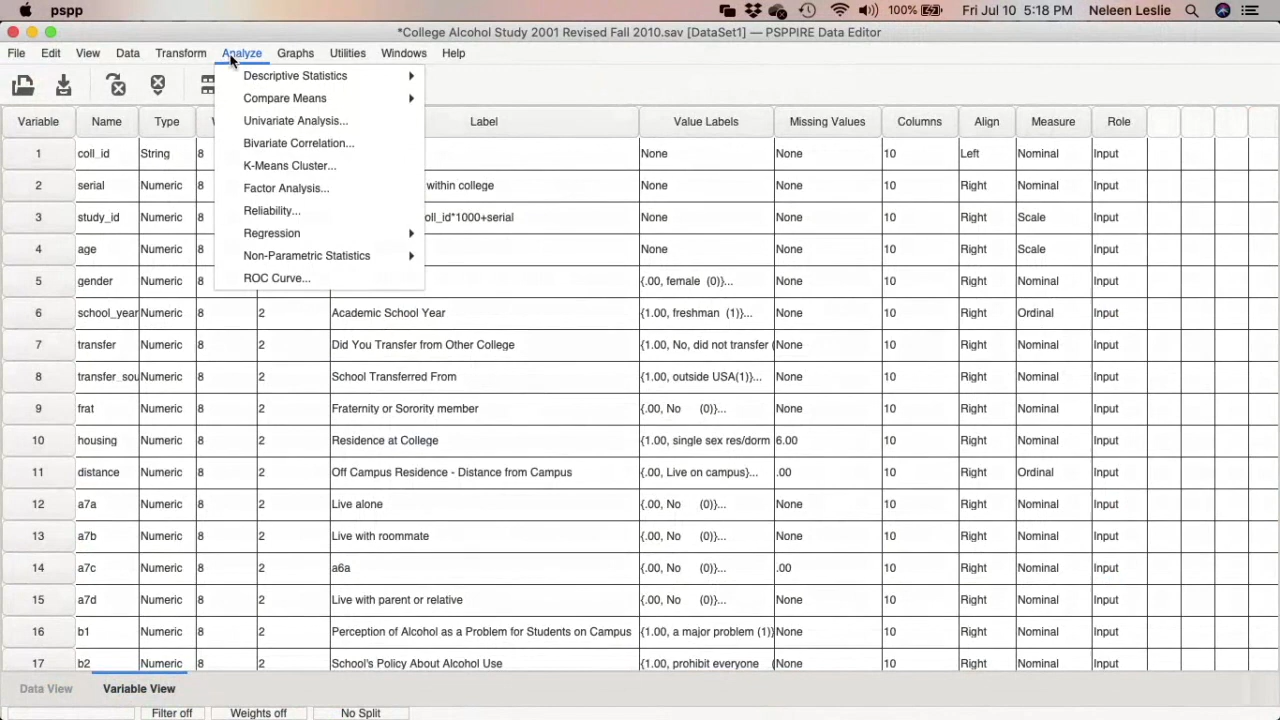 pspp 100% Fri Jul 10 5:18 PM Neleen Leslie
*College Alcohol Study 2001 Revised Fall 2010.sav [DataSet1] — PSPPIRE Data Editor
File Edit View Data Transform Analyze Graphs Utilities Windows Help
Descriptive Statistics
Compare Means
Univariate Analysis...
Bivariate Correlation...
K-Means Cluster...
Factor Analysis...
Reliability...
Regression
Non-Parametric Statistics
ROC Curve...
Variable Name Type Label Value Labels Missing Values Columns Align Measure Role
1 coll_id String 8 None None 10 Left Nominal Input
2 serial Numeric 8 within college None None 10 Right Nominal Input
3 study_id Numeric 8 oll_id*1000+serial None None 10 Right Scale Input
4 age Numeric 8 None None 10 Right Scale Input
5 gender Numeric 8 {.00, female (0)}... None 10 Right Nominal Input
6 school_year Numeric 8 2 Academic School Year {1.00, freshman (1)}... None 10 Right Ordinal Input
7 transfer Numeric 8 2 Did You Transfer from Other College {1.00, No, did not transfer ( None 10 Right Nominal Input
8 transfer_sou Numeric 8 2 School Transferred From {1.00, outside USA(1)}... None 10 Right Nominal Input
9 frat Numeric 8 2 Fraternity or Sorority member {.00, No (0)}... None 10 Right Nominal Input
10 housing Numeric 8 2 Residence at College {1.00, single sex res/dorm 6.00 10 Right Nominal Input
11 distance Numeric 8 2 Off Campus Residence - Distance from Campus {.00, Live on campus}... .00 10 Right Ordinal Input
12 a7a Numeric 8 2 Live alone {.00, No (0)}... None 10 Right Nominal Input
13 a7b Numeric 8 2 Live with roommate {.00, No (0)}... None 10 Right Nominal Input
14 a7c Numeric 8 2 a6a {.00, No (0)}... .00 10 Right Nominal Input
15 a7d Numeric 8 2 Live with parent or relative {.00, No (0)}... None 10 Right Nominal Input
16 b1 Numeric 8 2 Perception of Alcohol as a Problem for Students on Campus {1.00, a major problem (1)} None 10 Right Nominal Input
17 b2 Numeric 8 2 School's Policy About Alcohol Use {1.00, prohibit everyone ( None 10 Right Nominal Input
Data View Variable View
Filter off Weights off No Split